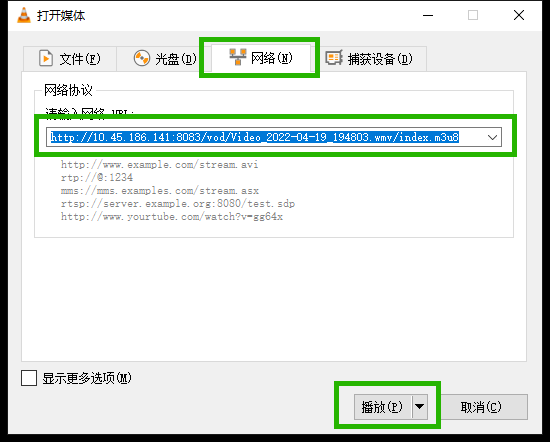 打开媒体
文件(F)
光盘(D)
网络(N)
捕获设备(D)
网络协议
请输入网络 URL:
http://10.45.186.141:8083/vod/Video_2022-04-19_194803.wmv/index.m3u8
http://www.example.com/stream.avi
rtp://@:1234
mms://mms.examples.com/stream.asx
rtsp://server.example.org:8080/test.sdp
http://www.yourtube.com/watch?v=gg64x
显示更多选项(M)
播放(P)
取消(C)